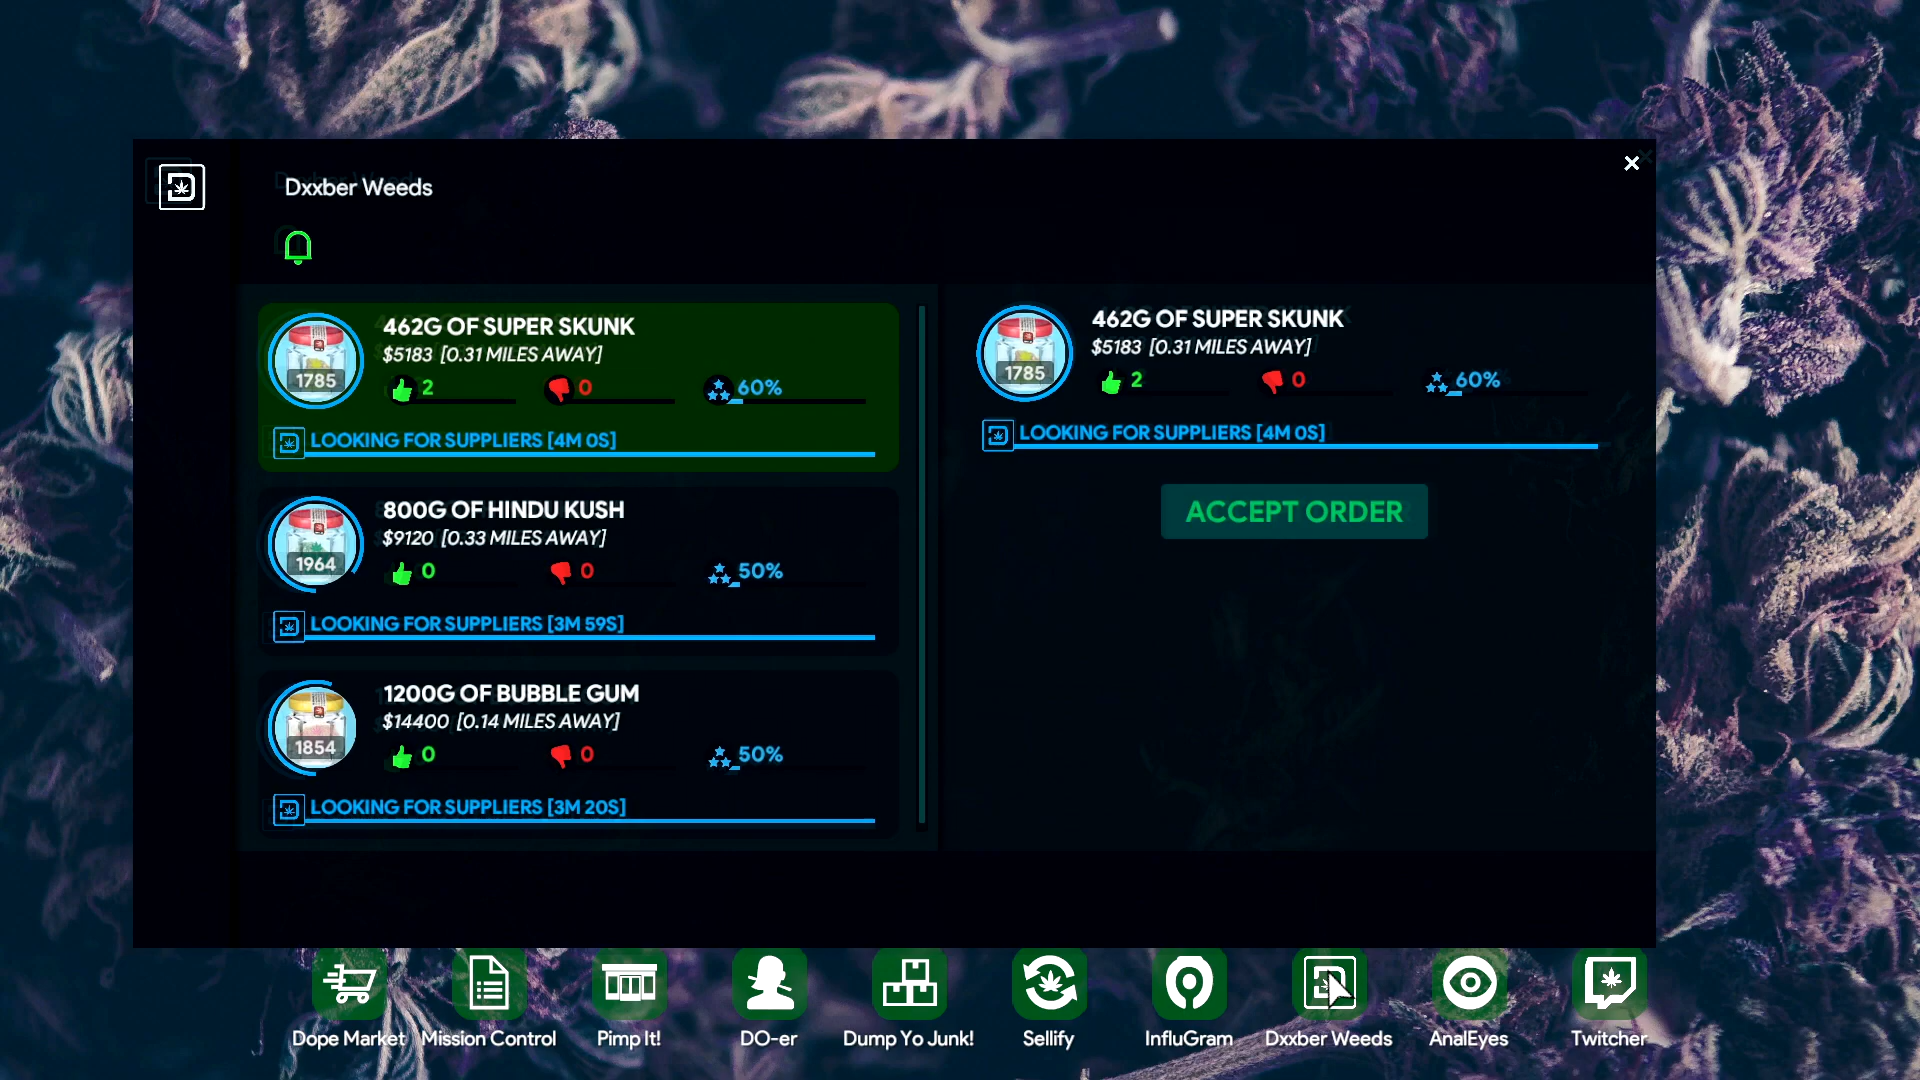 Dxxber Weeds
462G OF SUPER SKUNK
$5183 [0.31 MILES AWAY]
1785
2
0
60%
LOOKING FOR SUPPLIERS [4M 0S]
800G OF HINDU KUSH
$9120 [0.33 MILES AWAY]
1964
0
0
50%
LOOKING FOR SUPPLIERS [3M 59S]
1200G OF BUBBLE GUM
$14400 [0.14 MILES AWAY]
1854
0
0
50%
LOOKING FOR SUPPLIERS [3M 20S]
462G OF SUPER SKUNK
$5183 [0.31 MILES AWAY]
1785
2
0
60%
LOOKING FOR SUPPLIERS [4M 0S]
ACCEPT ORDER
Dope Market
Mission Control
Pimp It!
DO-er
Dump Yo Junk!
Sellify
InfluGram
Dxxber Weeds
AnalEyes
Twitcher